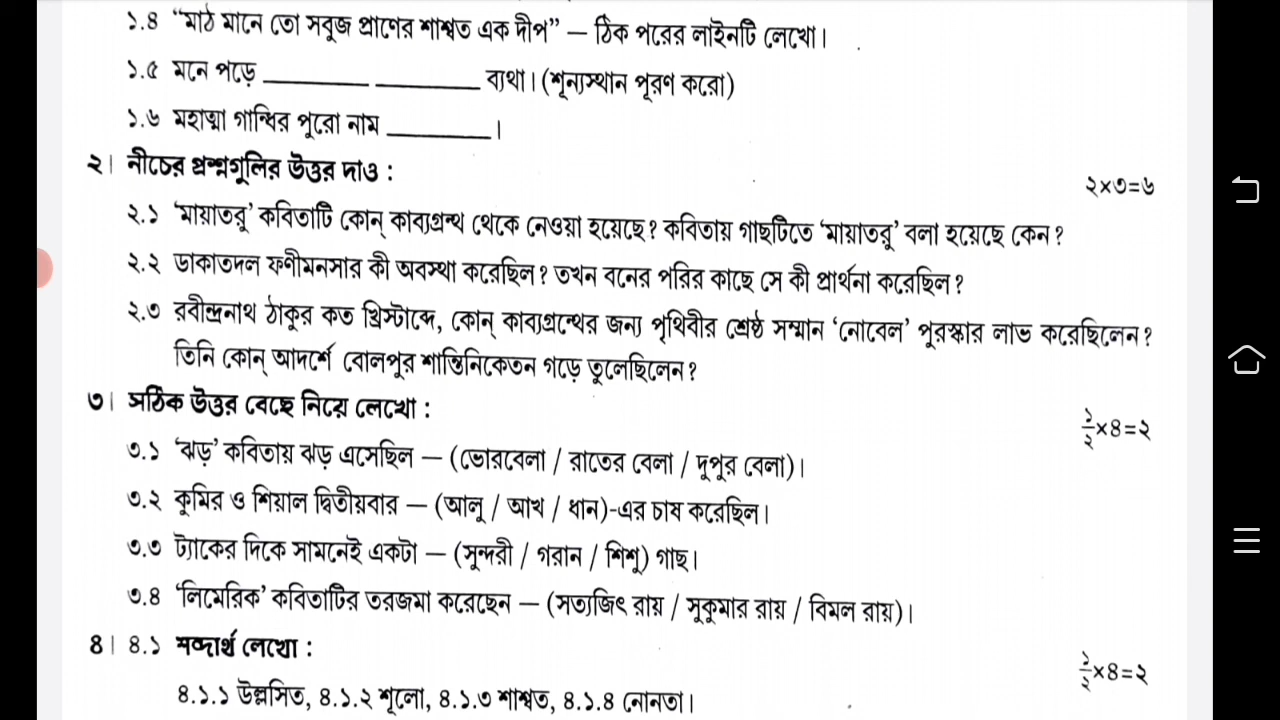 ১.৪ “মাঠ মানে তো সবুজ প্রাণের শাশ্বত এক দীপ” — ঠিক পরের লাইনটি লেখো।
১.৫ মনে পড়ে ________ ________ ব্যথা। (শূন্যস্থান পূরণ করো)
১.৬ মহাত্মা গান্ধির পুরো নাম ________।
২। নীচের প্রশ্নগুলির উত্তর দাও : ২×৩=৬
২.১ ‘মায়াতরু’ কবিতাটি কোন্ কাব্যগ্রন্থ থেকে নেওয়া হয়েছে? কবিতায় গাছটিতে ‘মায়াতরু’ বলা হয়েছে কেন?
২.২ ডাকাতদল ফণীমনসার কী অবস্থা করেছিল? তখন বনের পরির কাছে সে কী প্রার্থনা করেছিল?
২.৩ রবীন্দ্রনাথ ঠাকুর কত খ্রিস্টাব্দে, কোন্ কাব্যগ্রন্থের জন্য পৃথিবীর শ্রেষ্ঠ সম্মান ‘নোবেল’ পুরস্কার লাভ করেছিলেন?
তিনি কোন্ আদর্শে বোলপুর শান্তিনিকেতন গড়ে তুলেছিলেন?
৩। সঠিক উত্তর বেছে নিয়ে লেখো : ১/২×৪=২
৩.১ ‘ঝড়’ কবিতায় ঝড় এসেছিল — (ভোরবেলা / রাতের বেলা / দুপুর বেলা)।
৩.২ কুমির ও শিয়াল দ্বিতীয়বার — (আলু / আখ / ধান)-এর চাষ করেছিল।
৩.৩ ট্যাকের দিকে সামনেই একটা — (সুন্দরী / গরান / শিশু) গাছ।
৩.৪ ‘লিমেরিক’ কবিতাটির তরজমা করেছেন — (সত্যজিৎ রায় / সুকুমার রায় / বিমল রায়)।
৪। ৪.১ শব্দার্থ লেখো : ১/২×৪=২
৪.১.১ উল্লসিত, ৪.১.২ শূলো, ৪.১.৩ শাশ্বত, ৪.১.৪ নোনতা।